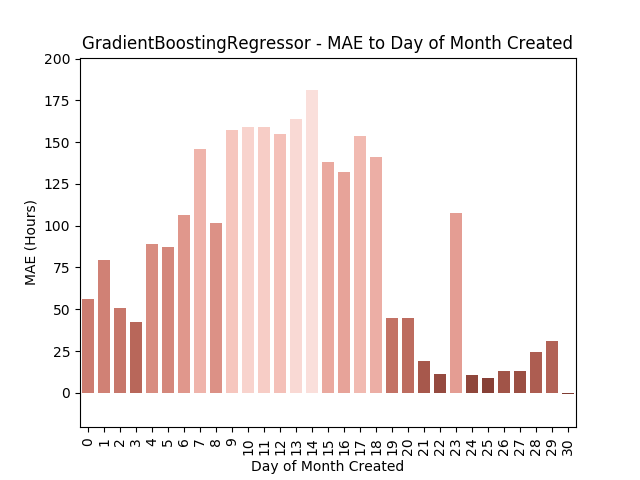 GradientBoostingRegressor - MAE to Day of Month Created
200
175
150
125
100
75
50
25
0
MAE (Hours)
0 1 2 3 4 5 6 7 8 9 10 11 12 13 14 15 16 17 18 19 20 21 22 23 24 25 26 27 28 29 30
Day of Month Created